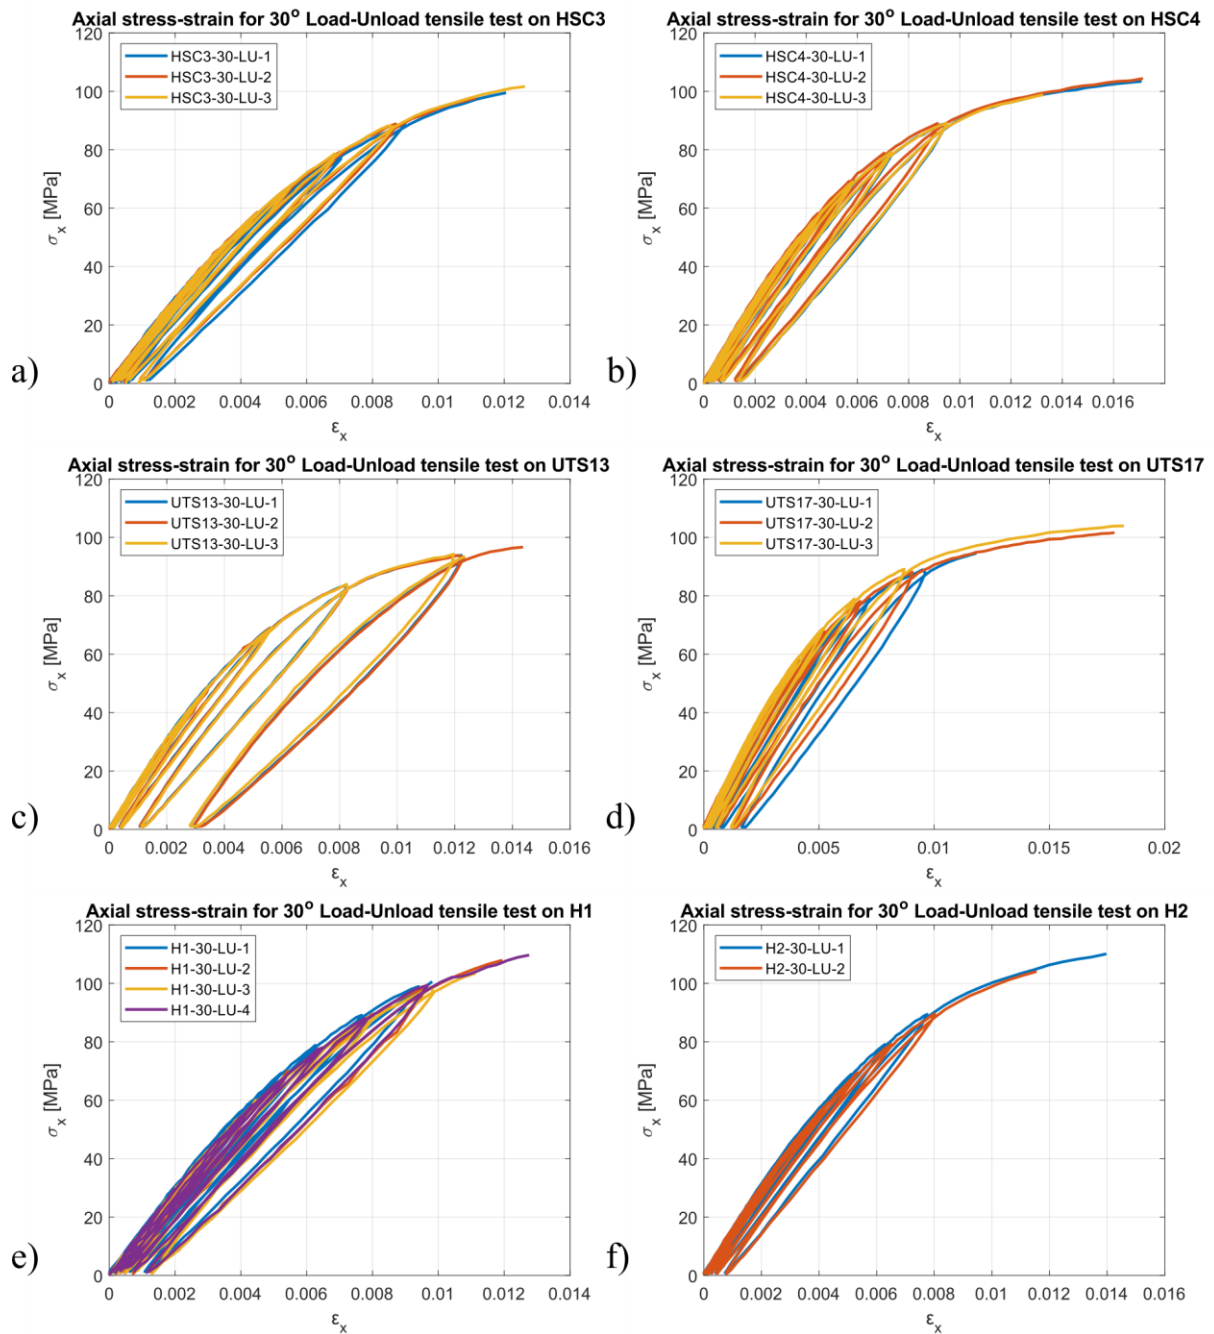 Axial stress-strain for 30° Load-Unload tensile test on HSC3
120
100
80
60
40
20
0
σx [MPa]
HSC3-30-LU-1
HSC3-30-LU-2
HSC3-30-LU-3
0 0.002 0.004 0.006 0.008 0.01 0.012 0.014
εx
a)
Axial stress-strain for 30° Load-Unload tensile test on HSC4
120
100
80
60
40
20
0
σx [MPa]
HSC4-30-LU-1
HSC4-30-LU-2
HSC4-30-LU-3
0 0.002 0.004 0.006 0.008 0.01 0.012 0.014 0.016
εx
b)
Axial stress-strain for 30° Load-Unload tensile test on UTS13
120
100
80
60
40
20
0
σx [MPa]
UTS13-30-LU-1
UTS13-30-LU-2
UTS13-30-LU-3
0 0.002 0.004 0.006 0.008 0.01 0.012 0.014 0.016
εx
c)
Axial stress-strain for 30° Load-Unload tensile test on UTS17
120
100
80
60
40
20
0
σx [MPa]
UTS17-30-LU-1
UTS17-30-LU-2
UTS17-30-LU-3
0 0.005 0.01 0.015 0.02
εx
d)
Axial stress-strain for 30° Load-Unload tensile test on H1
120
100
80
60
40
20
0
σx [MPa]
H1-30-LU-1
H1-30-LU-2
H1-30-LU-3
H1-30-LU-4
0 0.002 0.004 0.006 0.008 0.01 0.012 0.014
εx
e)
Axial stress-strain for 30° Load-Unload tensile test on H2
120
100
80
60
40
20
0
σx [MPa]
H2-30-LU-1
H2-30-LU-2
0 0.002 0.004 0.006 0.008 0.01 0.012 0.014 0.016
εx
f)